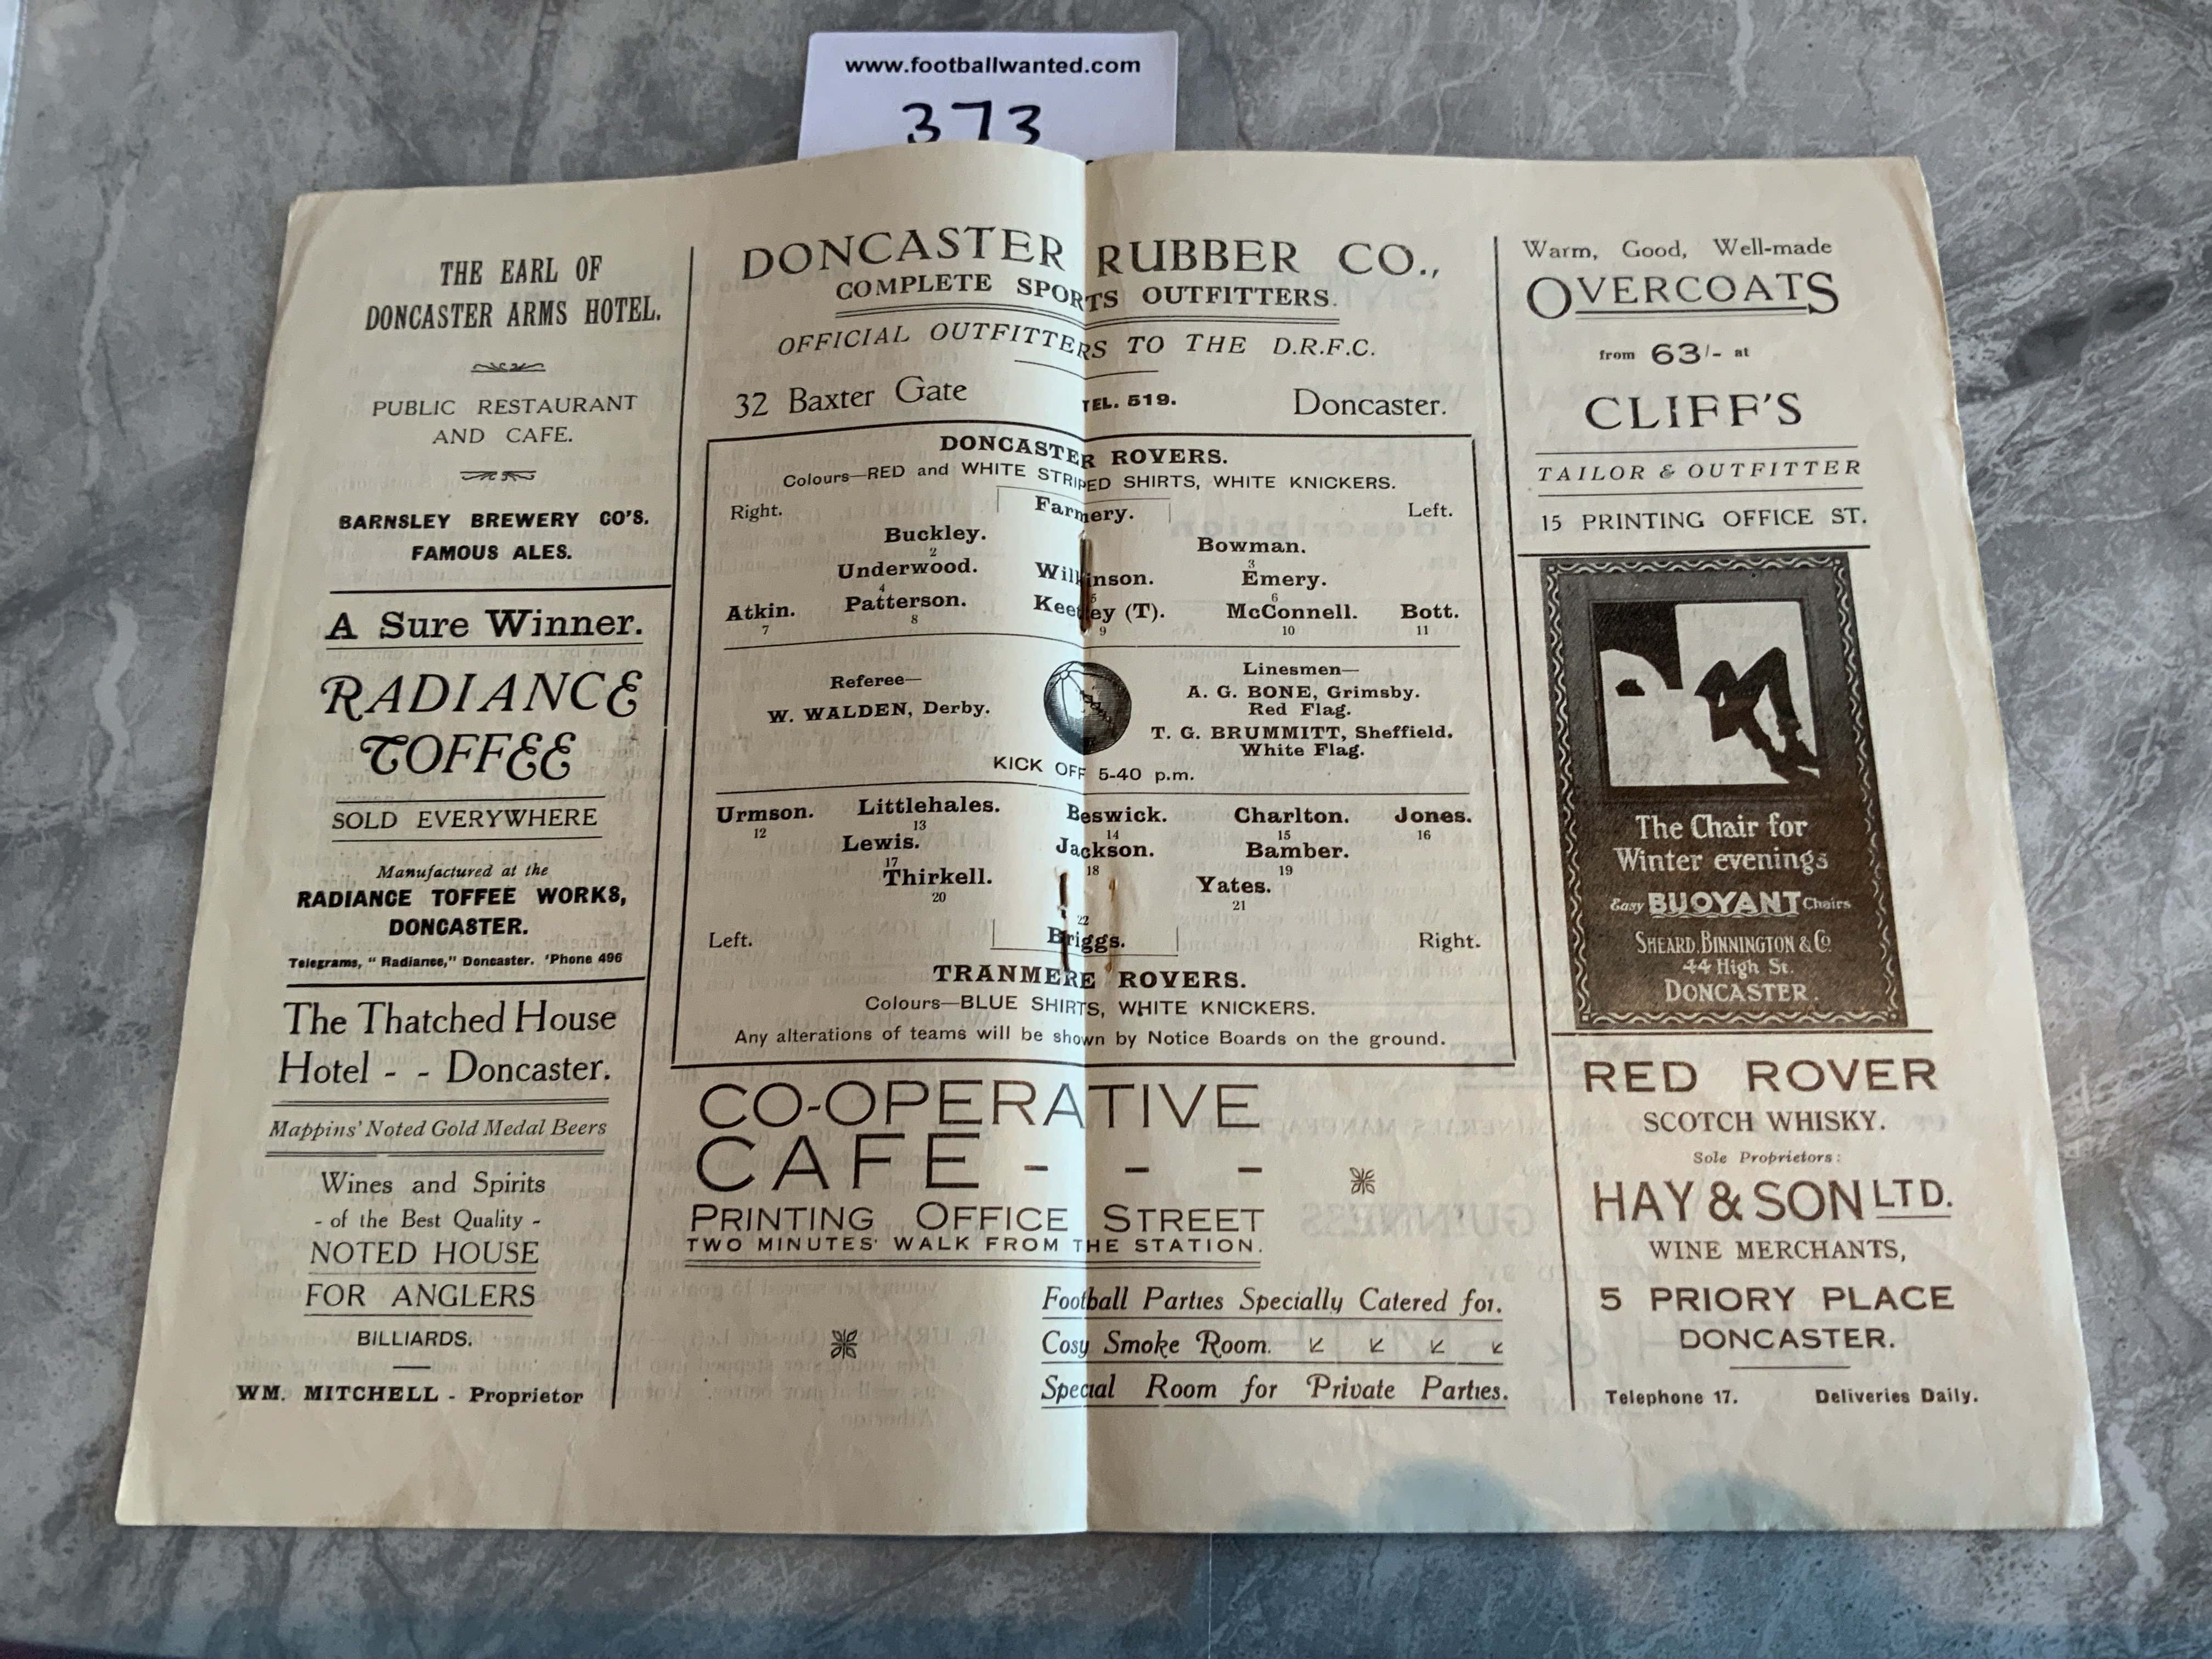 www.footballwanted.com
373
THE EARL OF
DONCASTER ARMS HOTEL.
PUBLIC RESTAURANT
AND CAFE.
BARNSLEY BREWERY CO'S.
FAMOUS ALES.
A Sure Winner.
RADIANCE
TOFFEE
SOLD EVERYWHERE
Manufactured at the
RADIANCE TOFFEE WORKS,
DONCASTER.
Telegrams, "Radiance," Doncaster. 'Phone 496
The Thatched House
Hotel - - Doncaster.
Mappins' Noted Gold Medal Beers
Wines and Spirits
- of the Best Quality -
NOTED HOUSE
FOR ANGLERS
BILLIARDS.
WM. MITCHELL - Proprietor
DONCASTER RUBBER CO.,
COMPLETE SPORTS OUTFITTERS.
OFFICIAL OUTFITTERS TO THE D.R.F.C.
32 Baxter Gate TEL. 519. Doncaster.
DONCASTER ROVERS.
Colours—RED and WHITE STRIPED SHIRTS, WHITE KNICKERS.
Right. Farmery. Left.
Buckley. Bowman.
2 3
Underwood. Wilkinson. Emery.
4 5 6
Atkin. Patterson. Keetley (T). McConnell. Bott.
7 8 9 10 11
Referee—
W. WALDEN, Derby.
Linesmen—
A. G. BONE, Grimsby.
Red Flag.
T. G. BRUMMITT, Sheffield.
White Flag.
KICK OFF 5-40 p.m.
Urmson. Littlehales. Beswick. Charlton. Jones.
12 13 14 15 16
Lewis. Jackson. Bamber.
17 18 19
Thirkell. Yates.
20 21
22
Left. Briggs. Right.
TRANMERE ROVERS.
Colours—BLUE SHIRTS, WHITE KNICKERS.
Any alterations of teams will be shown by Notice Boards on the ground.
CO-OPERATIVE
CAFE - - -
PRINTING OFFICE STREET
TWO MINUTES' WALK FROM THE STATION.
Football Parties Specially Catered for.
Cosy Smoke Room.
Special Room for Private Parties.
Warm, Good, Well-made
OVERCOATS
from 63/- at
CLIFF'S
TAILOR & OUTFITTER
15 PRINTING OFFICE ST.
The Chair for
Winter evenings
Easy BUOYANT Chairs
SHEARD, BINNINGTON & Co
44 High St.
DONCASTER.
RED ROVER
SCOTCH WHISKY.
Sole Proprietors:
HAY & SON LTD.
WINE MERCHANTS,
5 PRIORY PLACE
DONCASTER.
Telephone 17. Deliveries Daily.